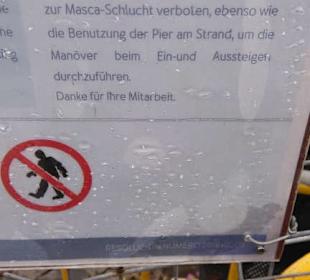 zur Masca-Schlucht verboten, ebenso wie
die Benutzung der Pier am Strand, um die
Manöver beim Ein-und Aussteigen
durchzuführen.
Danke für Ihre Mitarbeit.